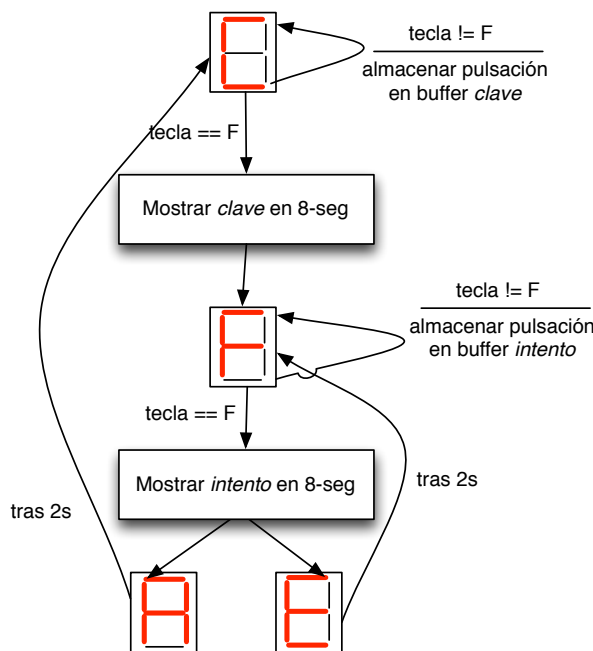 tecla != F
almacenar pulsación
en buffer clave
tecla == F
Mostrar clave en 8-seg
tecla != F
almacenar pulsación
en buffer intento
F
tecla == F
Mostrar intento en 8-seg
tras 2s
tras 2s
A
E